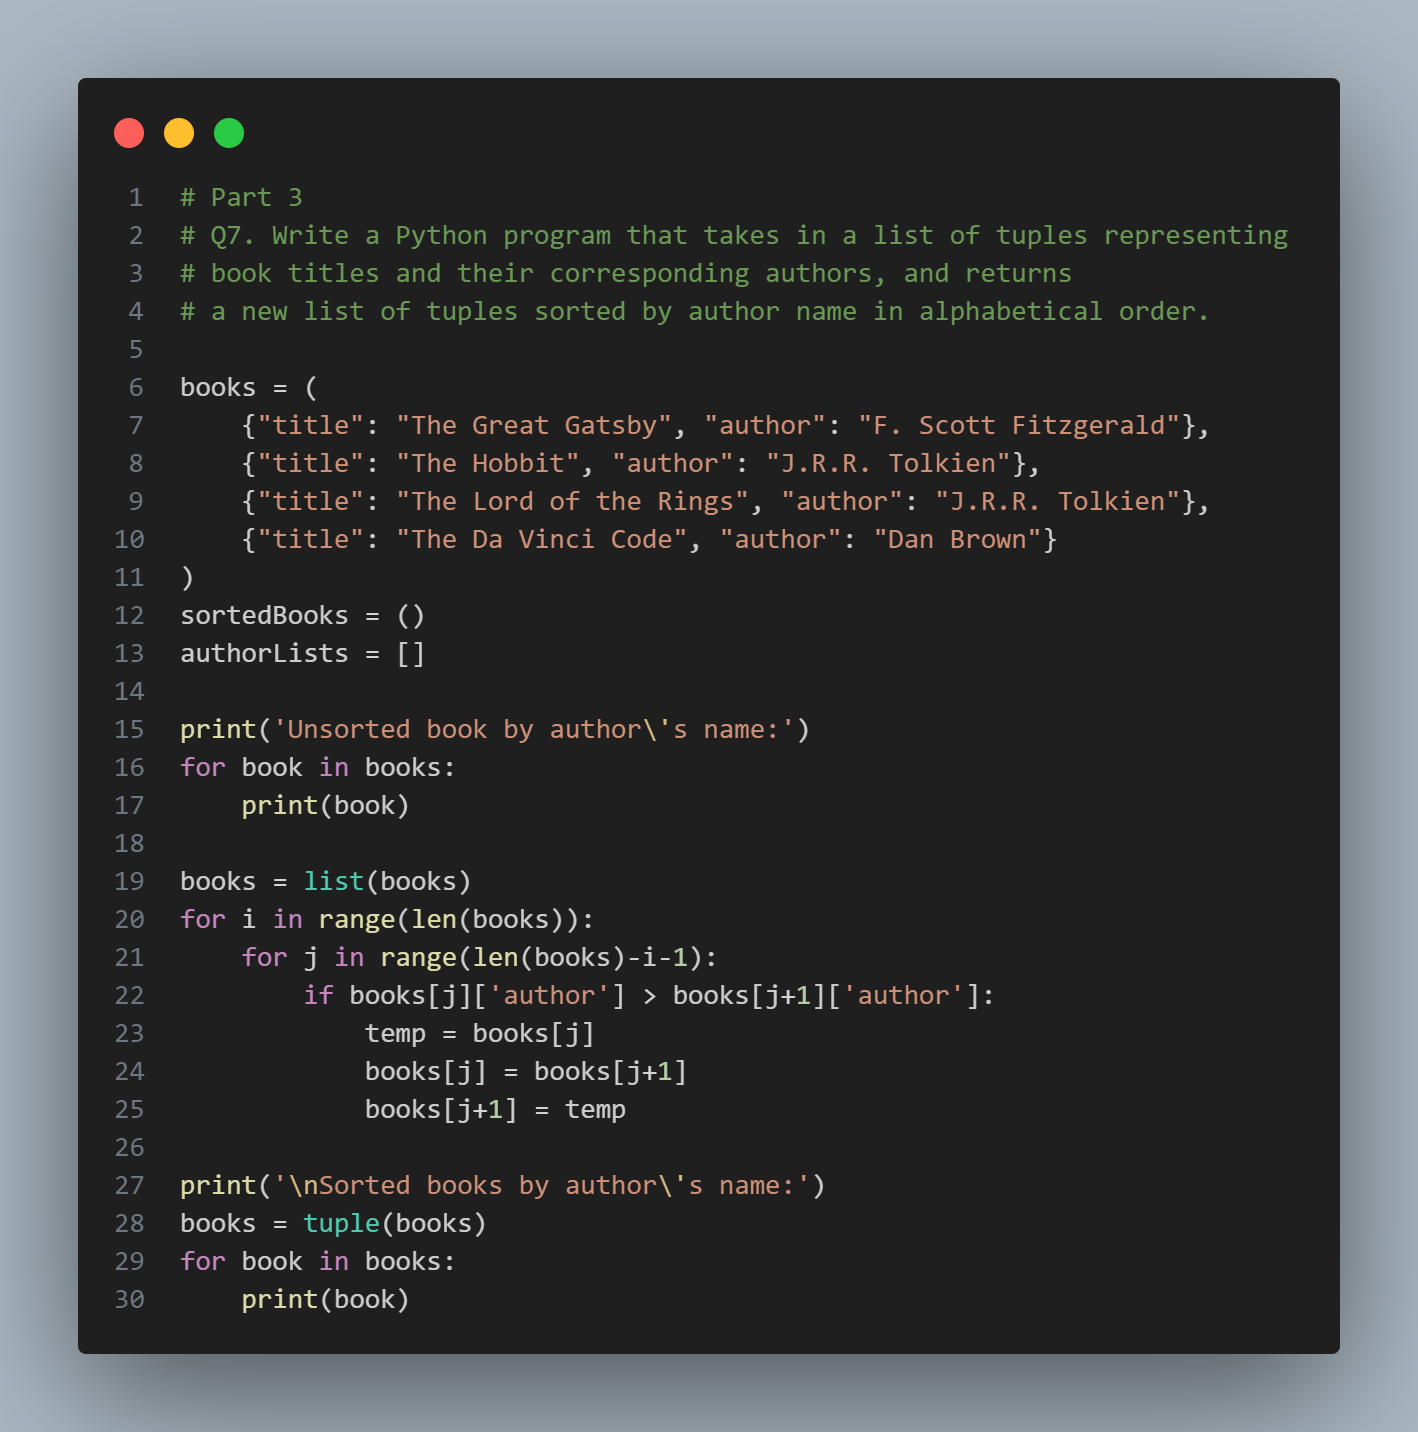 1 # Part 3
2 # Q7. Write a Python program that takes in a list of tuples representing
3 # book titles and their corresponding authors, and returns
4 # a new list of tuples sorted by author name in alphabetical order.
5
6 books = (
7     {"title": "The Great Gatsby", "author": "F. Scott Fitzgerald"},
8     {"title": "The Hobbit", "author": "J.R.R. Tolkien"},
9     {"title": "The Lord of the Rings", "author": "J.R.R. Tolkien"},
10     {"title": "The Da Vinci Code", "author": "Dan Brown"}
11 )
12 sortedBooks = ()
13 authorLists = []
14
15 print('Unsorted book by author\'s name:')
16 for book in books:
17     print(book)
18
19 books = list(books)
20 for i in range(len(books)):
21     for j in range(len(books)-i-1):
22         if books[j]['author'] > books[j+1]['author']:
23             temp = books[j]
24             books[j] = books[j+1]
25             books[j+1] = temp
26
27 print('\nSorted books by author\'s name:')
28 books = tuple(books)
29 for book in books:
30     print(book)